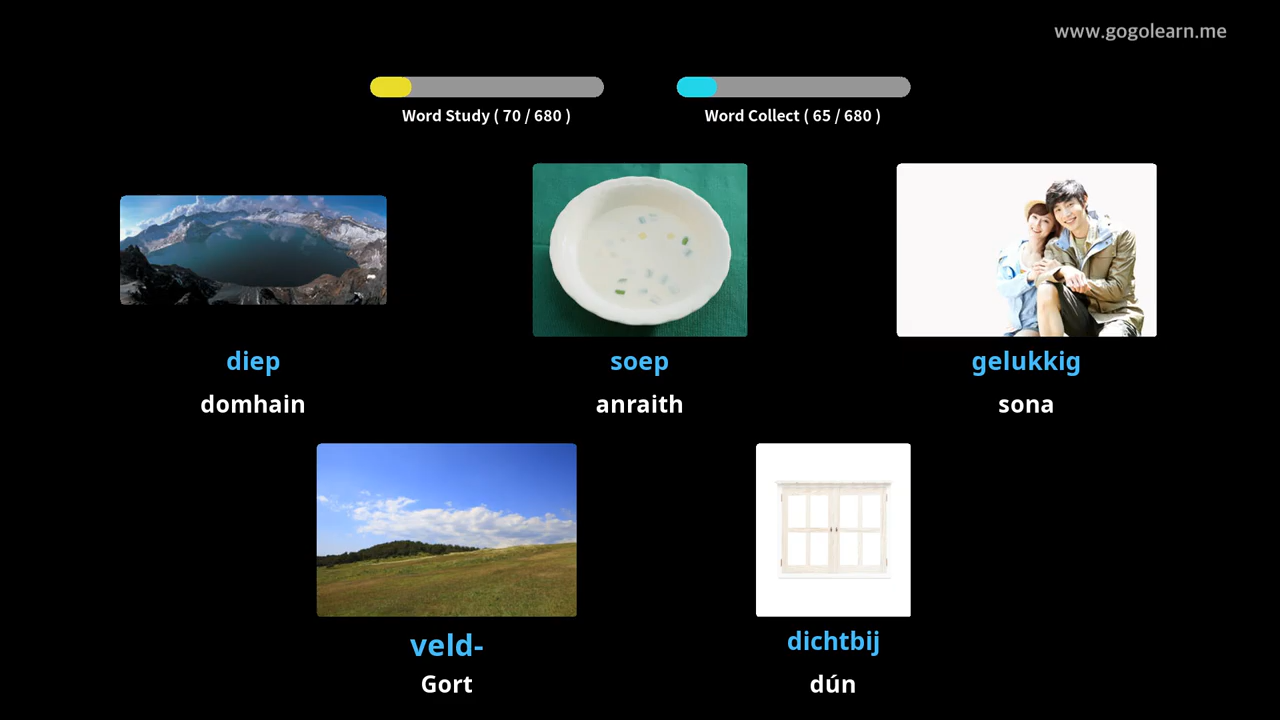 www.gogolearn.me
Word Study ( 70 / 680 )
Word Collect ( 65 / 680 )
diep
domhain
soep
anraith
gelukkig
sona
veld-
Gort
dichtbij
dún